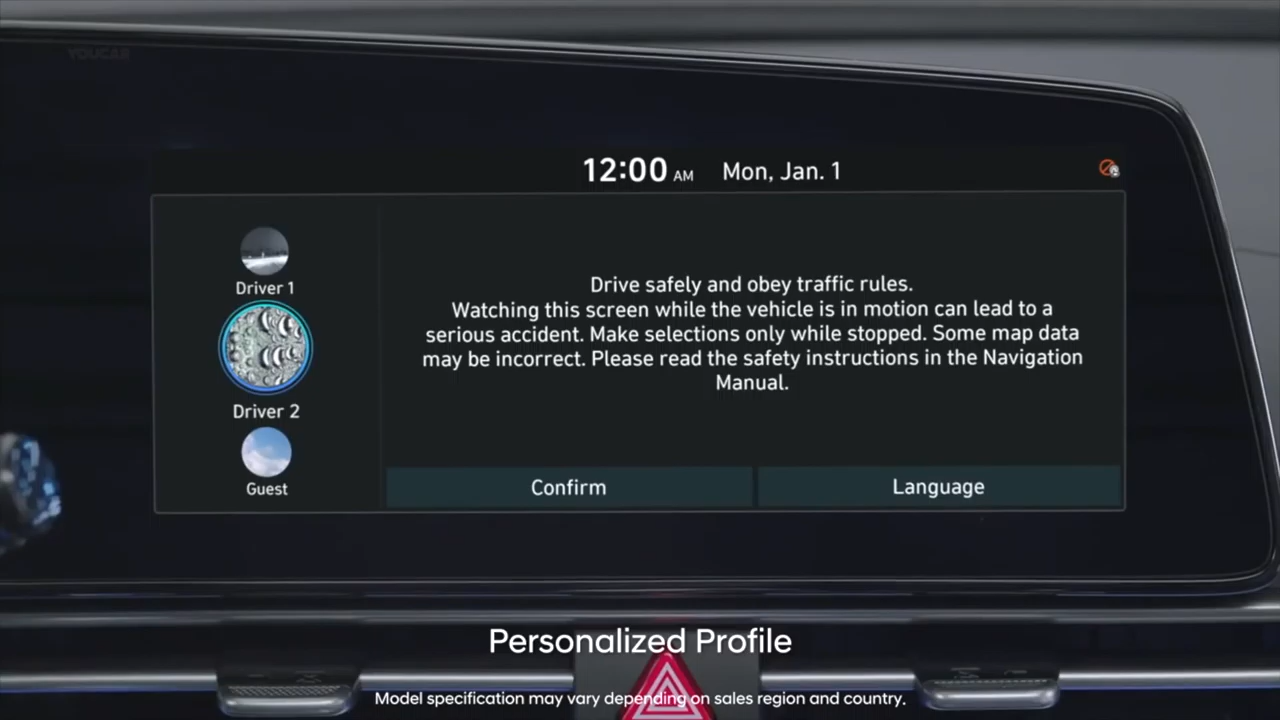 YOUCAR
12:00 AM Mon, Jan. 1
Driver 1
Driver 2
Guest
Drive safely and obey traffic rules.
Watching this screen while the vehicle is in motion can lead to a
serious accident. Make selections only while stopped. Some map data
may be incorrect. Please read the safety instructions in the Navigation
Manual.
Confirm
Language
Personalized Profile
Model specification may vary depending on sales region and country.